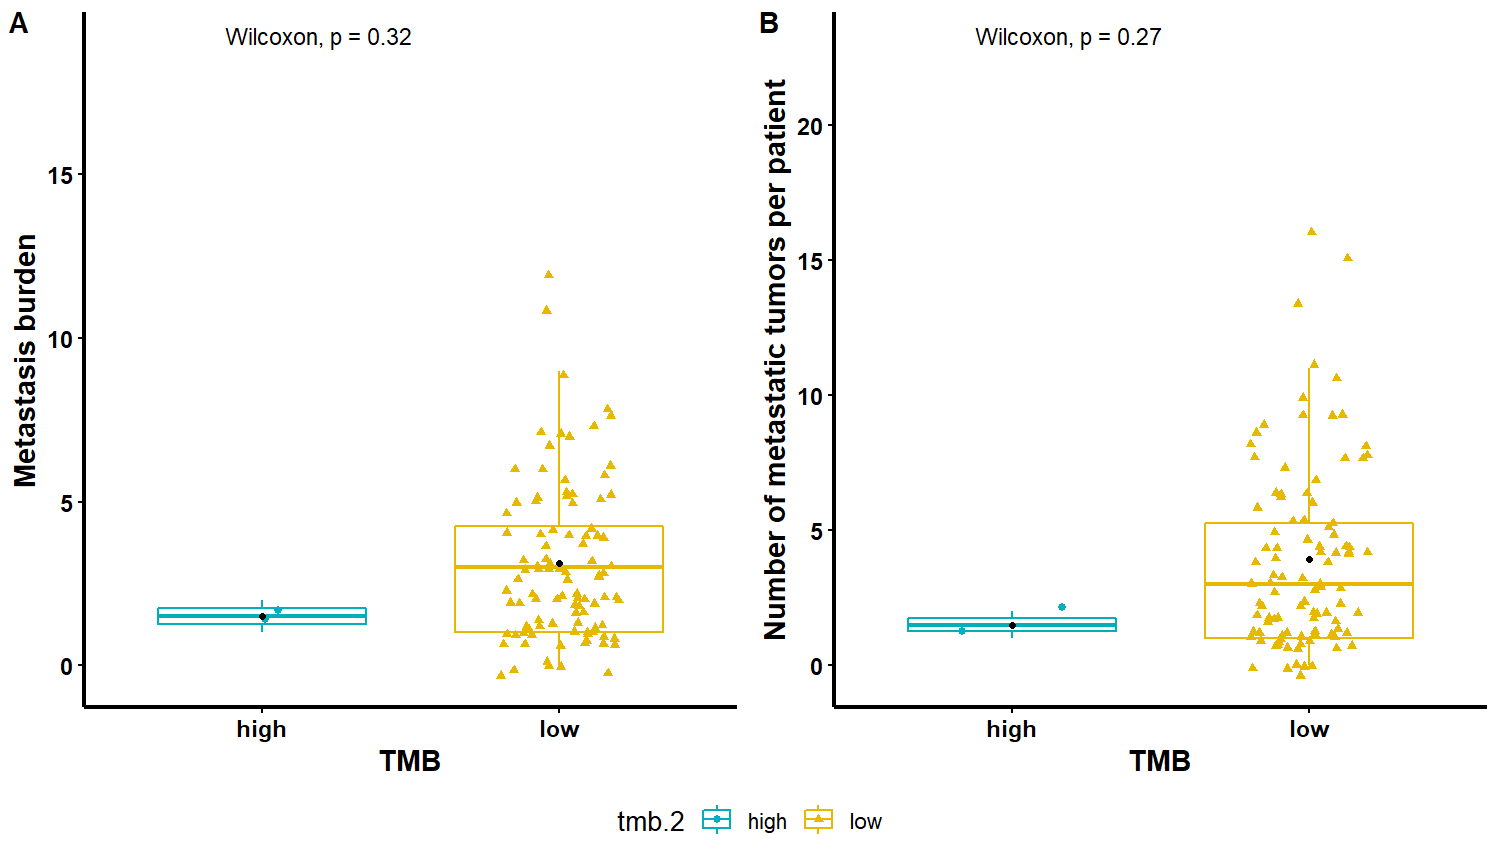 A
Wilcoxon, p = 0.32
Metastasis burden
15
10
5
0
high
low
TMB
B
Wilcoxon, p = 0.27
Number of metastatic tumors per patient
20
15
10
5
0
high
low
TMB
tmb.2 high low